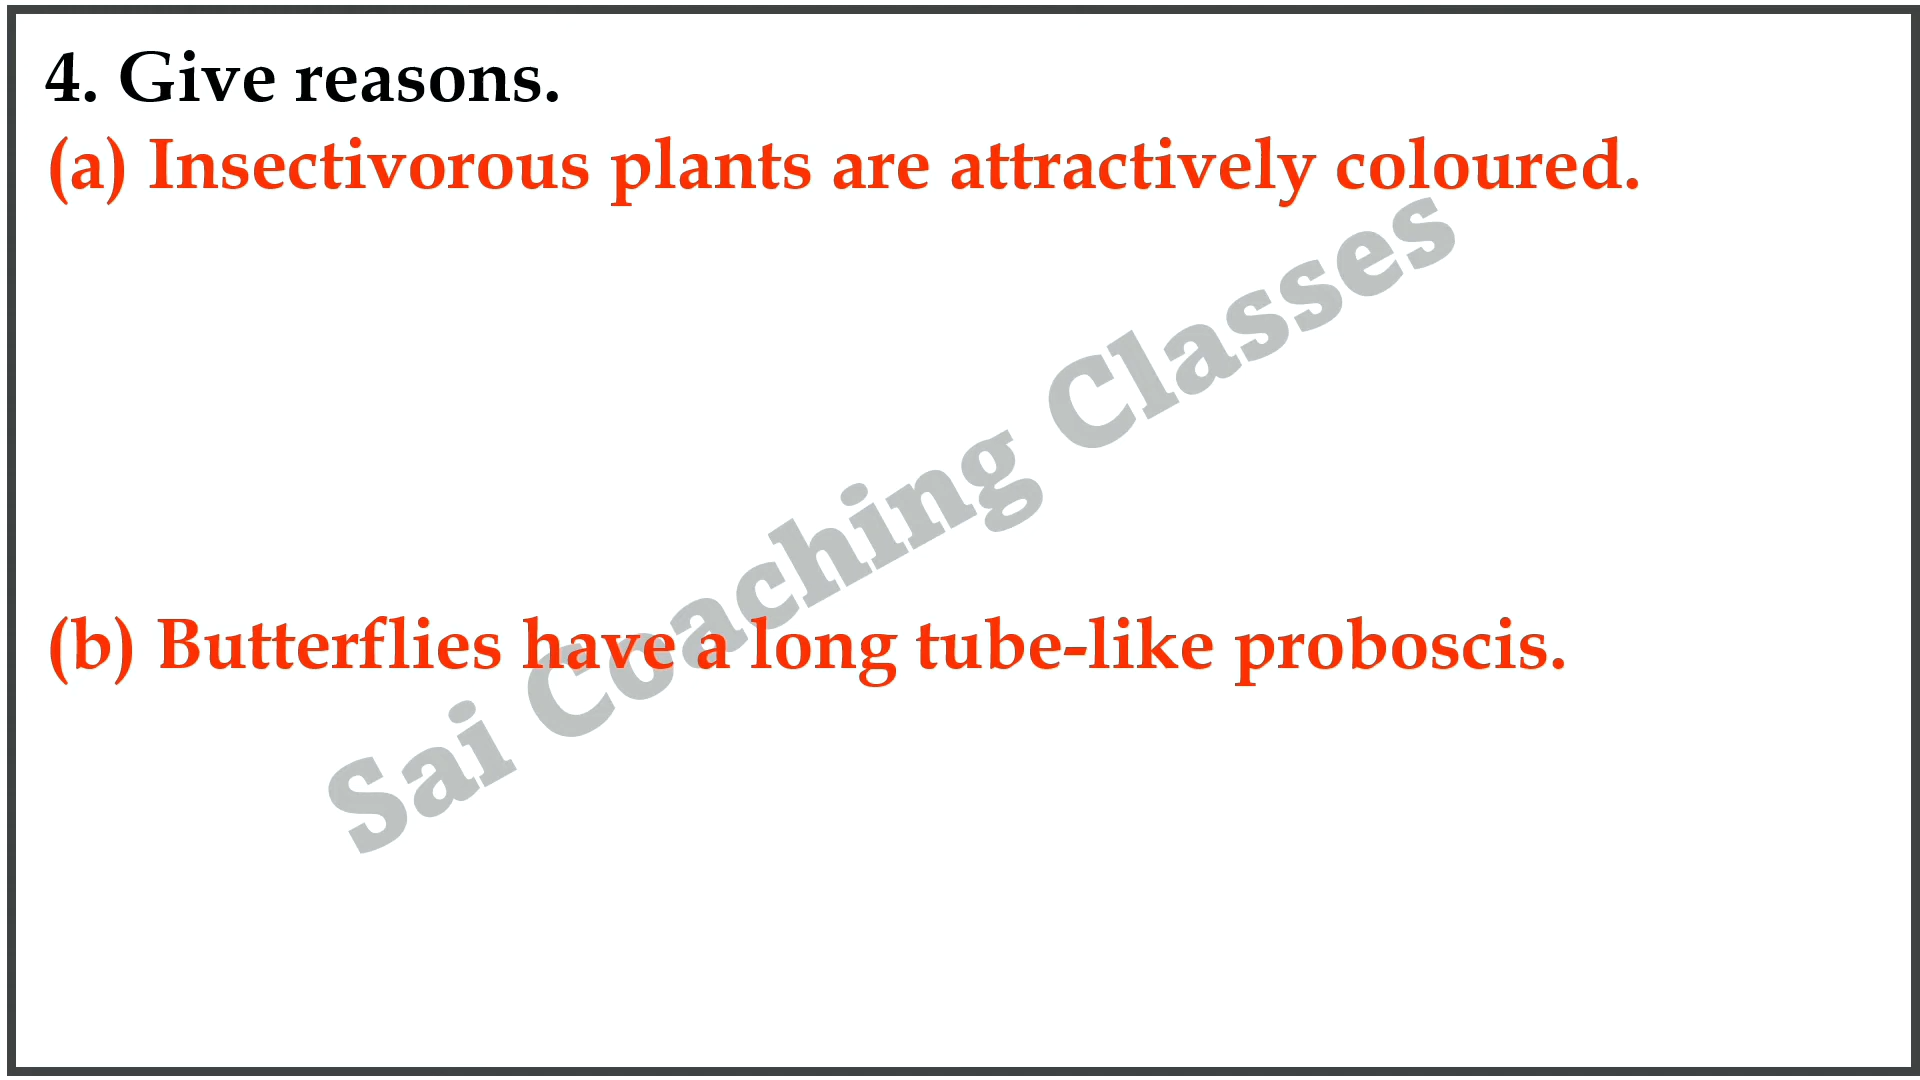 4. Give reasons.
(a) Insectivorous plants are attractively coloured.
(b) Butterflies have a long tube-like proboscis.
Sai Coaching Classes